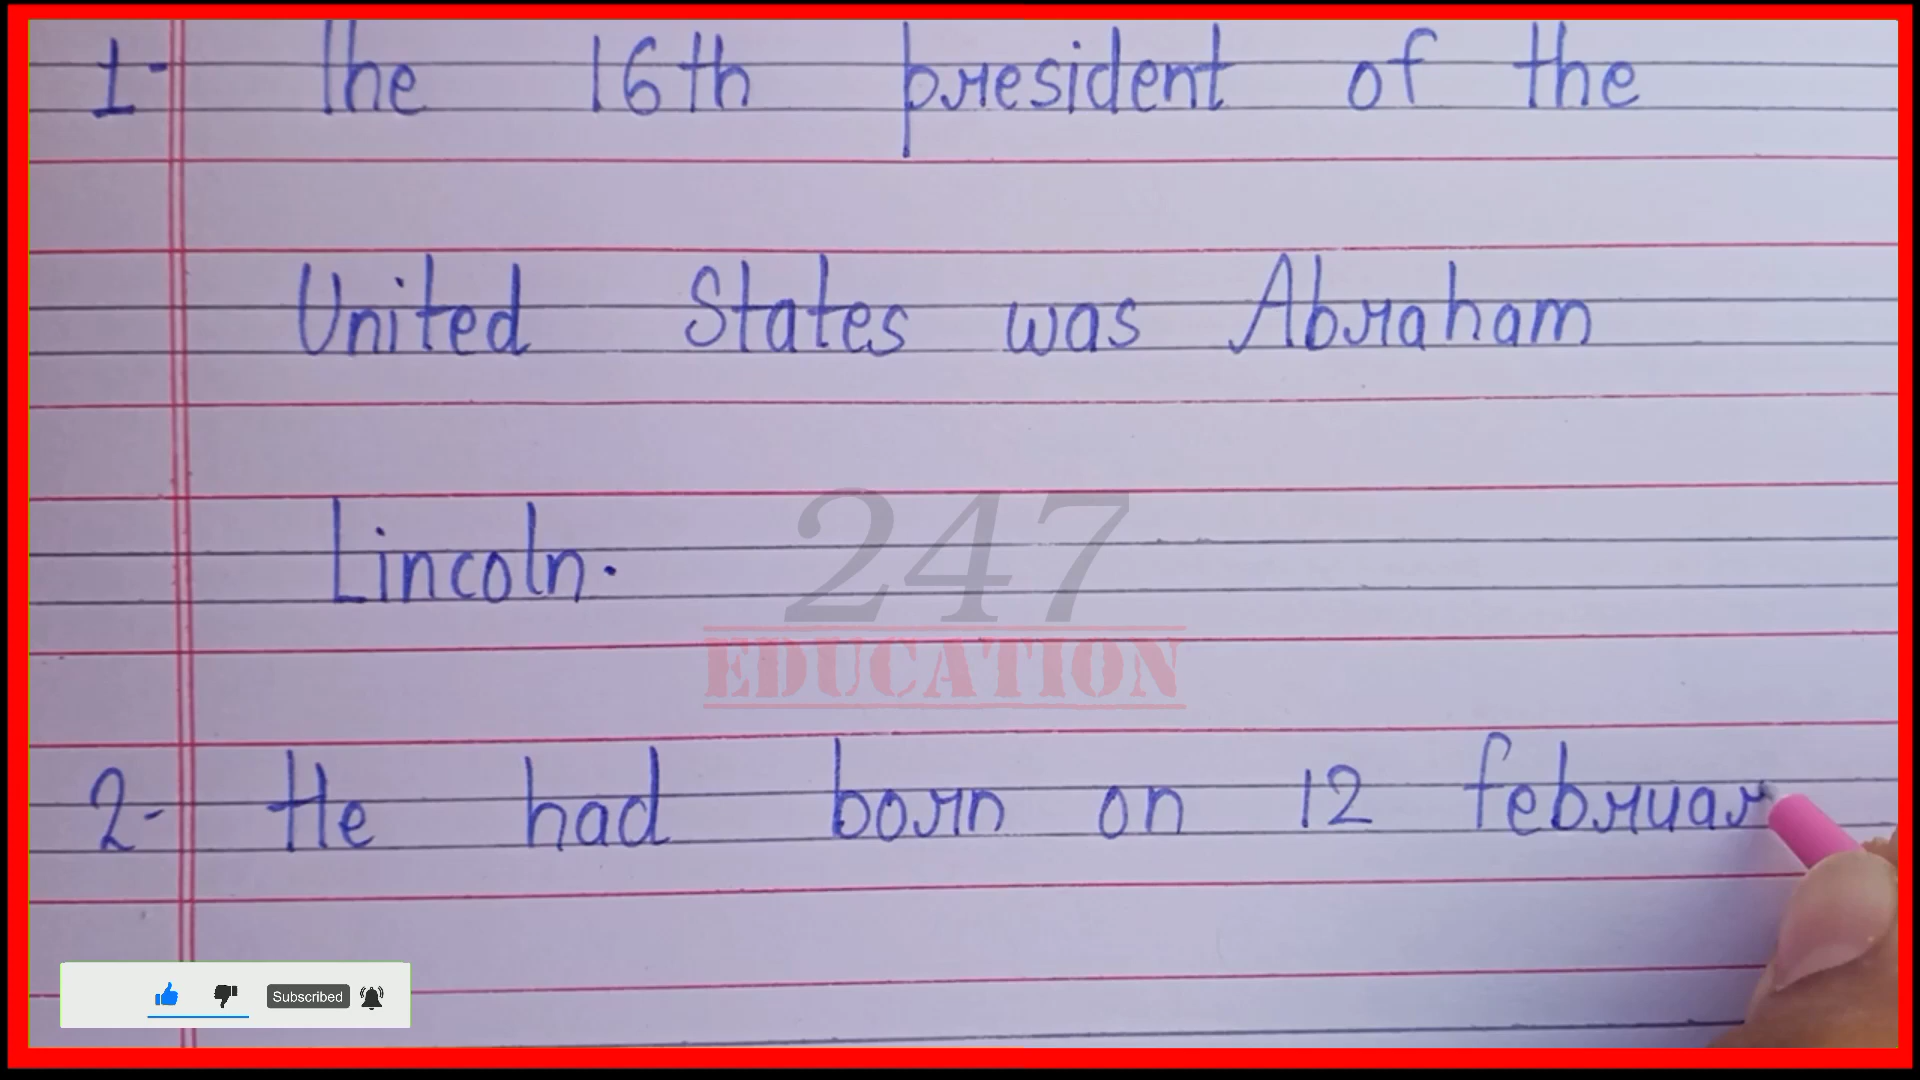 1- The 16th president of the
United States was Abraham
Lincoln.
247
EDUCATION
2- He had born on 12 februar
Subscribed